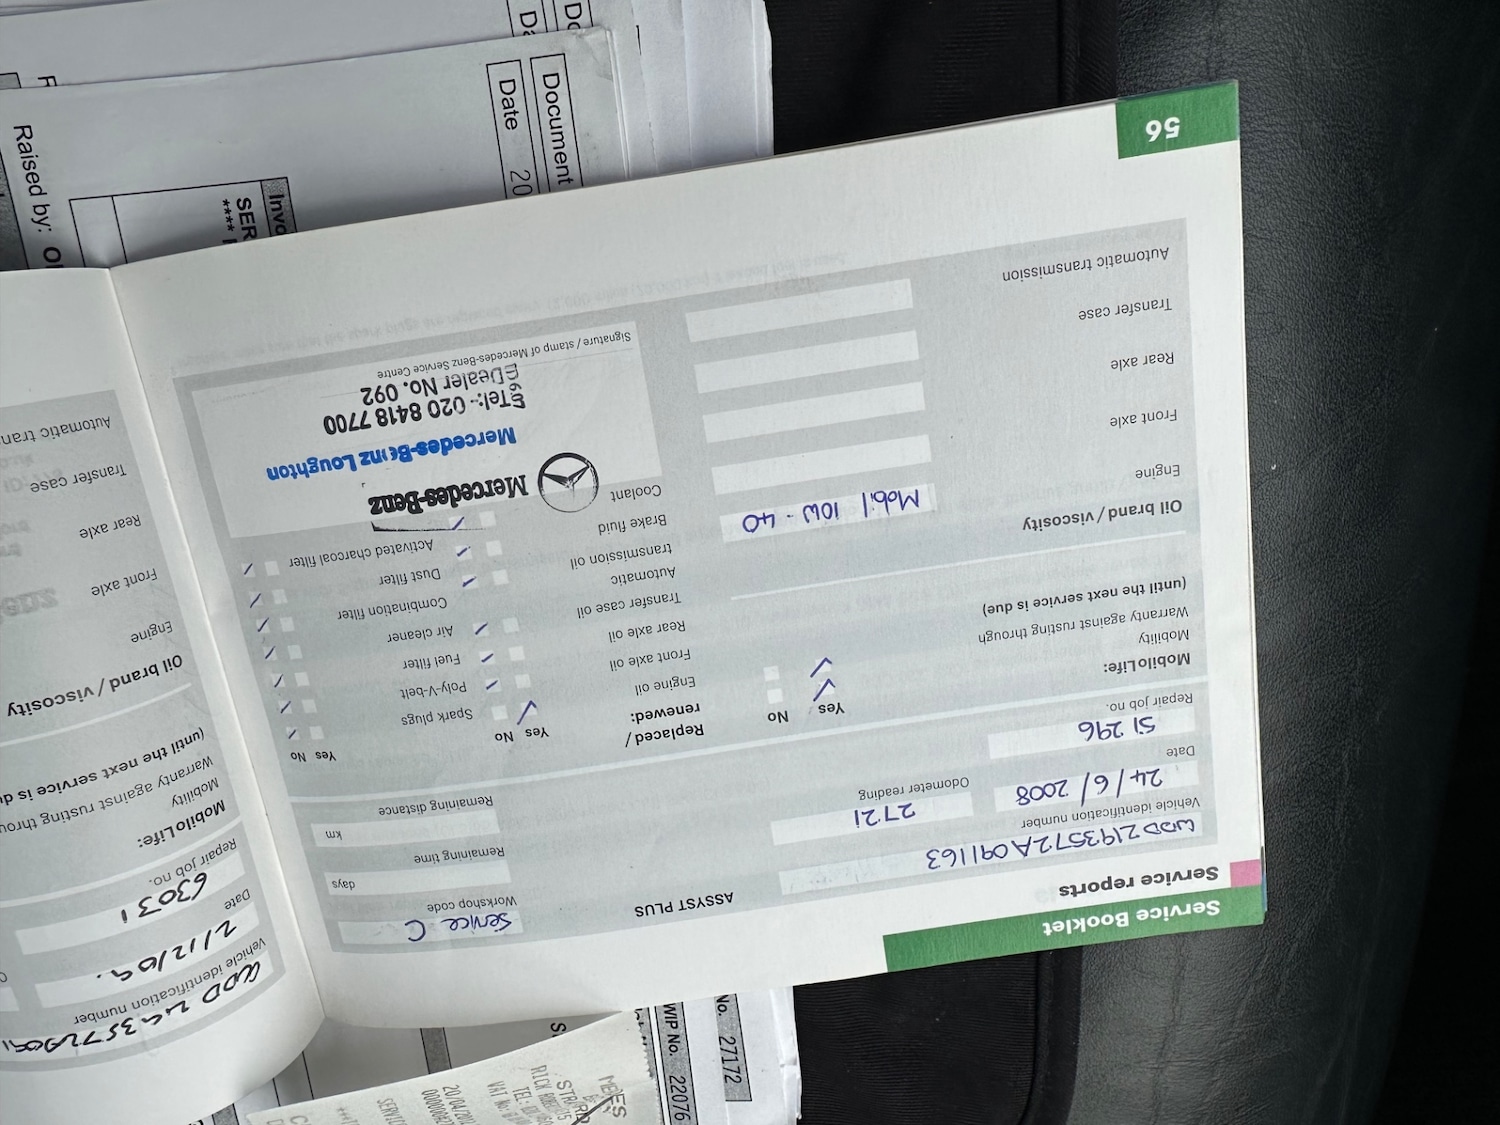 Service Booklet
Service reports
WDD2193572A091163
Vehicle identification number
24/6/2008
Date
2721
Odometer reading
51296
Repair job no.
ASSYST PLUS
Service C
Workshop code
days
Remaining time
km
Remaining distance
MobiloLife:
Yes No
Mobility
Warranty against rusting through
(until the next service is due)
Oil brand / viscosity
Mobil 10W-40
Engine
Front axle
Rear axle
Transfer case
Automatic transmission
Replaced /
renewed:
Yes No
Engine oil
Front axle oil
Rear axle oil
Transfer case oil
Automatic
transmission oil
Brake fluid
Coolant
Yes No
Spark plugs
Poly-V-belt
Fuel filter
Air cleaner
Combination filter
Dust filter
Activated charcoal filter
Mercedes-Benz
Mercedes-Benz Loughton
Tel:- 020 8418 7700
Dealer No. 092
Signature / stamp of Mercedes-Benz Service Centre
56
Vehicle identification number
2/12/09.
Date
63031
Repair job no.
MobiloLife:
Mobility
Warranty against rusting
(until the next service is
Oil brand / viscosity
Engine
Front axle
Rear axle
Transfer case
Automatic
Document
Date 20
Raised by:
SER
No. 27172
WIP No. 22076